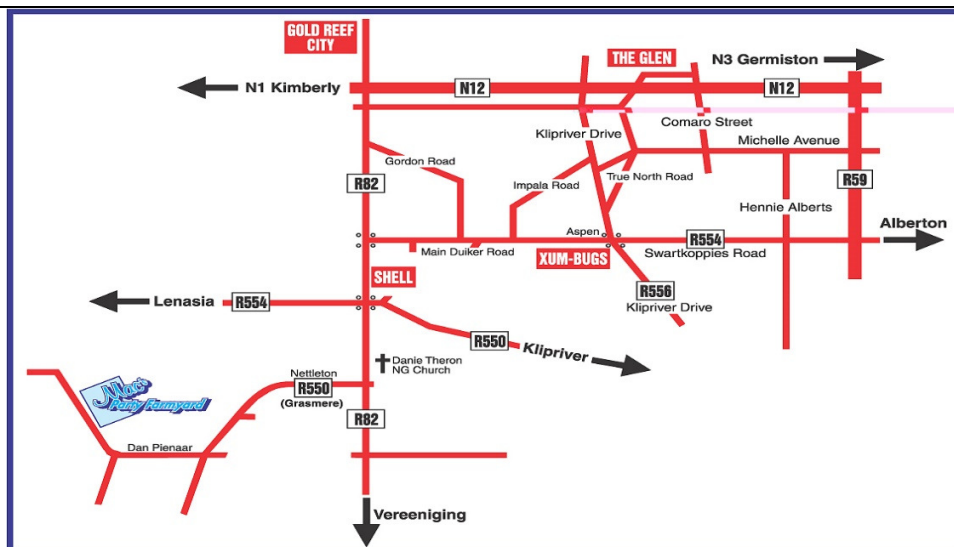 GOLD REEF
CITY
THE GLEN
N3 Germiston
N1 Kimberly
N12
N12
Comaro Street
Klipriver Drive
Michelle Avenue
Gordon Road
R82
Impala Road
True North Road
R59
Hennie Alberts
Alberton
Aspen
R554
Main Duiker Road
XUM-BUGS
Swartkoppies Road
SHELL
R556
Lenasia
R554
Klipriver Drive
R550
Klipriver
Danie Theron
NG Church
Nettleton
R550
(Grasmere)
Mac's
Party Farmyard
R82
Dan Pienaar
Vereeniging